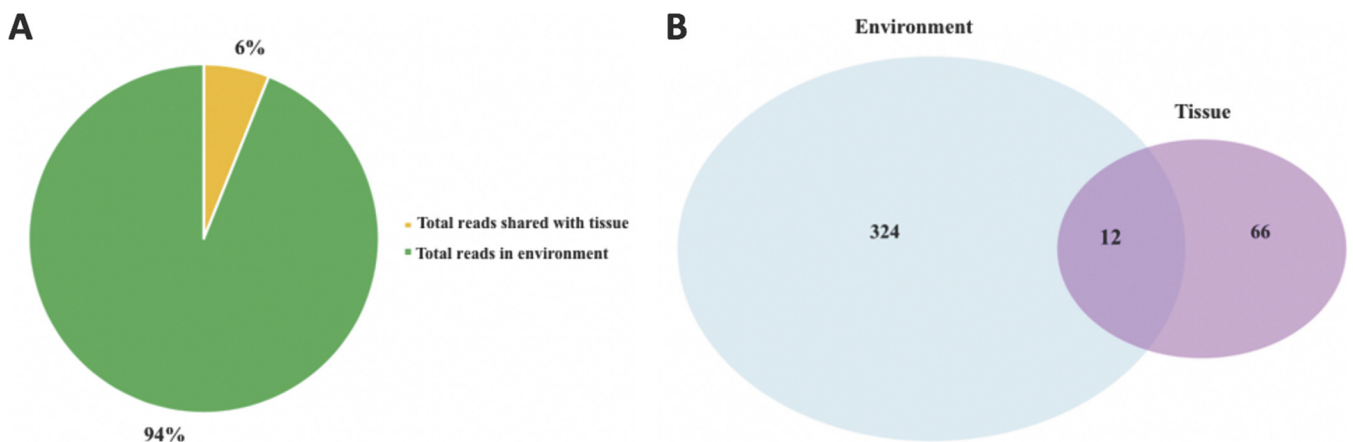 A
6%
Total reads shared with tissue
Total reads in environment
94%
B
Environment
Tissue
324
12
66